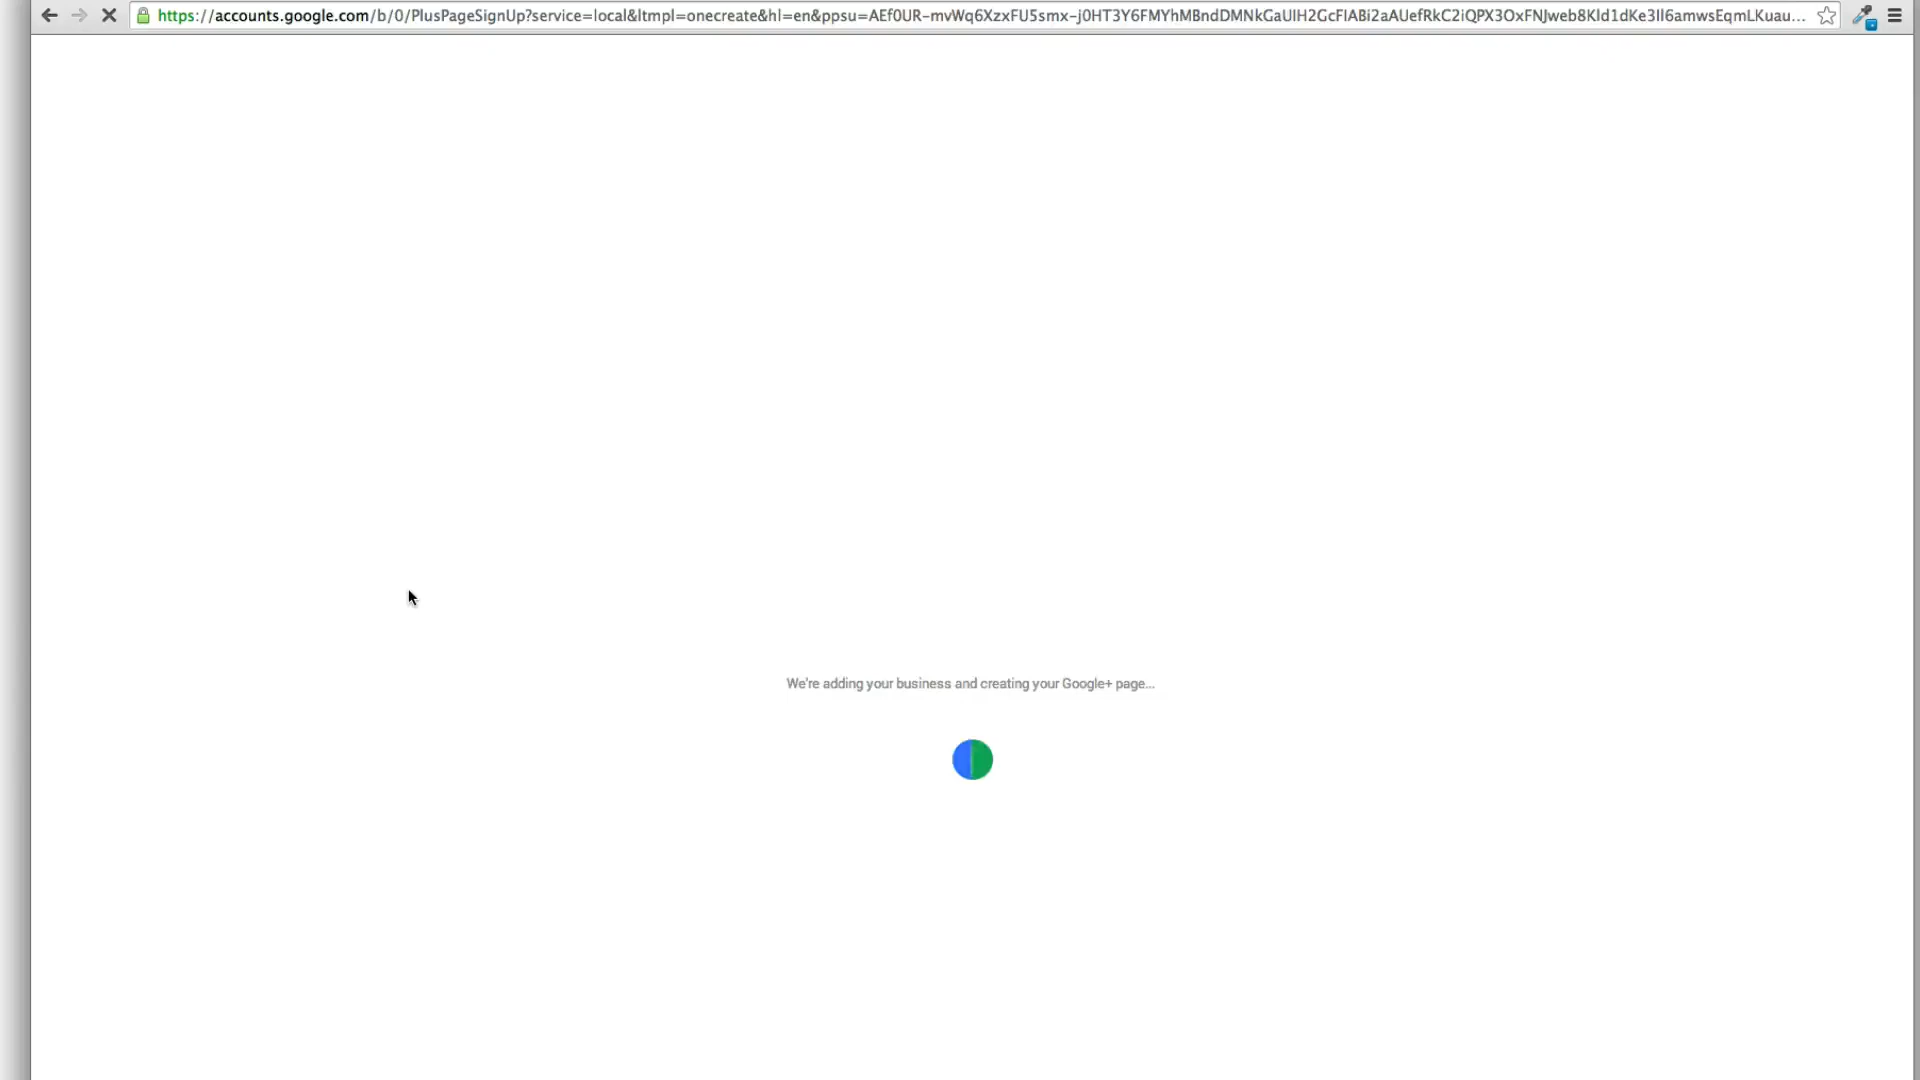 https://accounts.google.com/b/0/PlusPageSignUp?service=local&ltmpl=onecreate&hl=en&ppsu=AEf0UR-mvWq6XzxFU5smx-j0HT3Y6FMYhMBndDMNkGaUIH2GcFIABi2aAUefRkC2iQPX3OxFNJweb8Kld1dKe3Il6amwsEqmLKuau...
We're adding your business and creating your Google+ page...